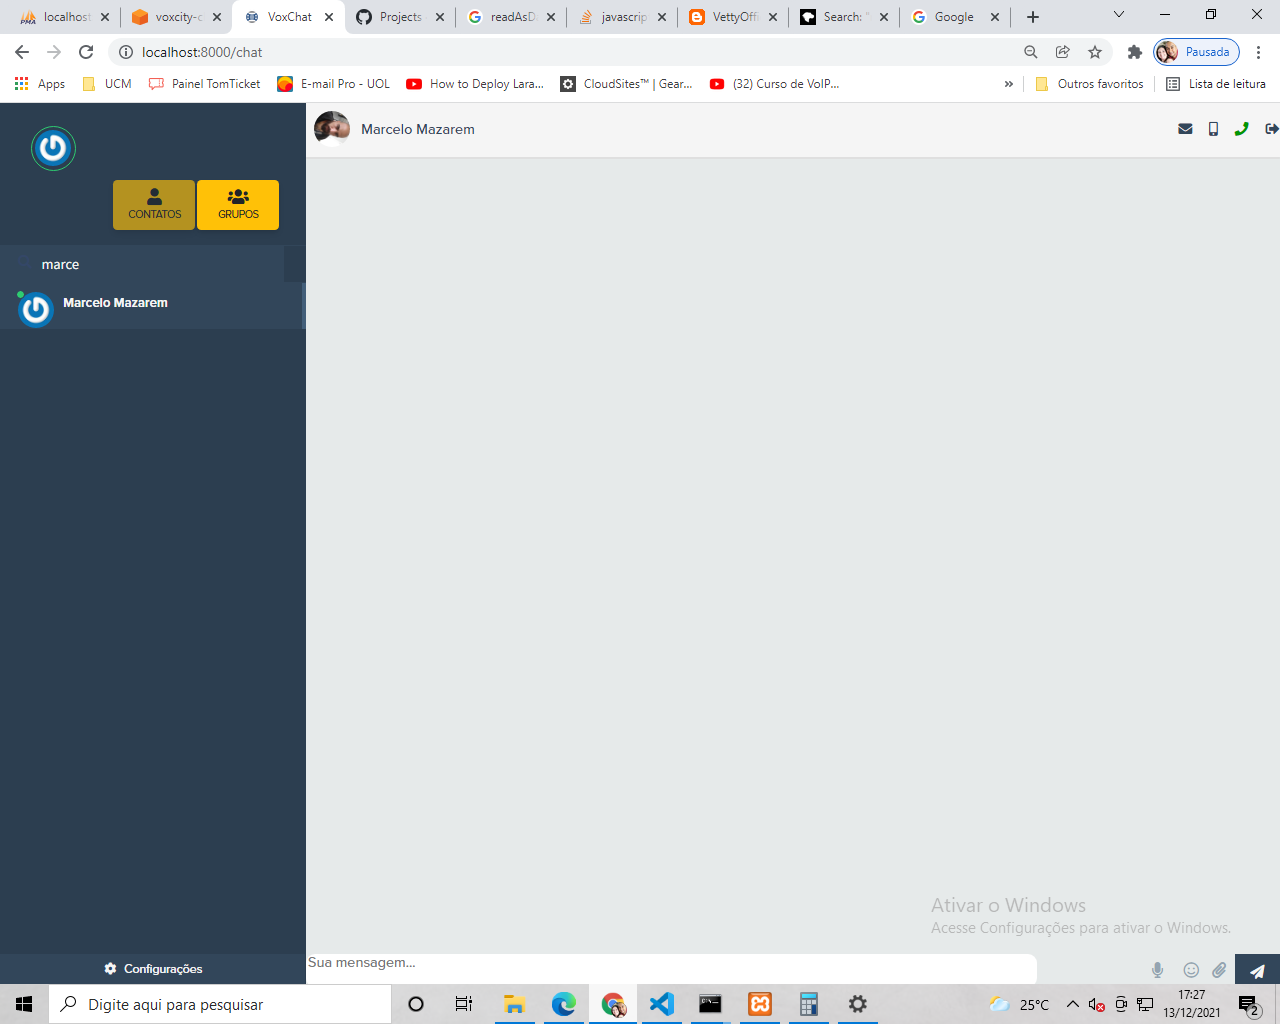 localhost
voxcity-c
VoxChat
Projects
readAsD
javascrip
VettyOffi
Search: "
Google
localhost:8000/chat
Pausada
Apps
UCM
Painel TomTicket
E-mail Pro - UOL
How to Deploy Lara...
CloudSites™ | Gear...
(32) Curso de VoIP...
»
Outros favoritos
Lista de leitura
Marcelo Mazarem
CONTATOS
GRUPOS
marce
Marcelo Mazarem
Ativar o Windows
Acesse Configurações para ativar o Windows.
Configurações
Sua mensagem...
Digite aqui para pesquisar
25°C
17:27
13/12/2021
2